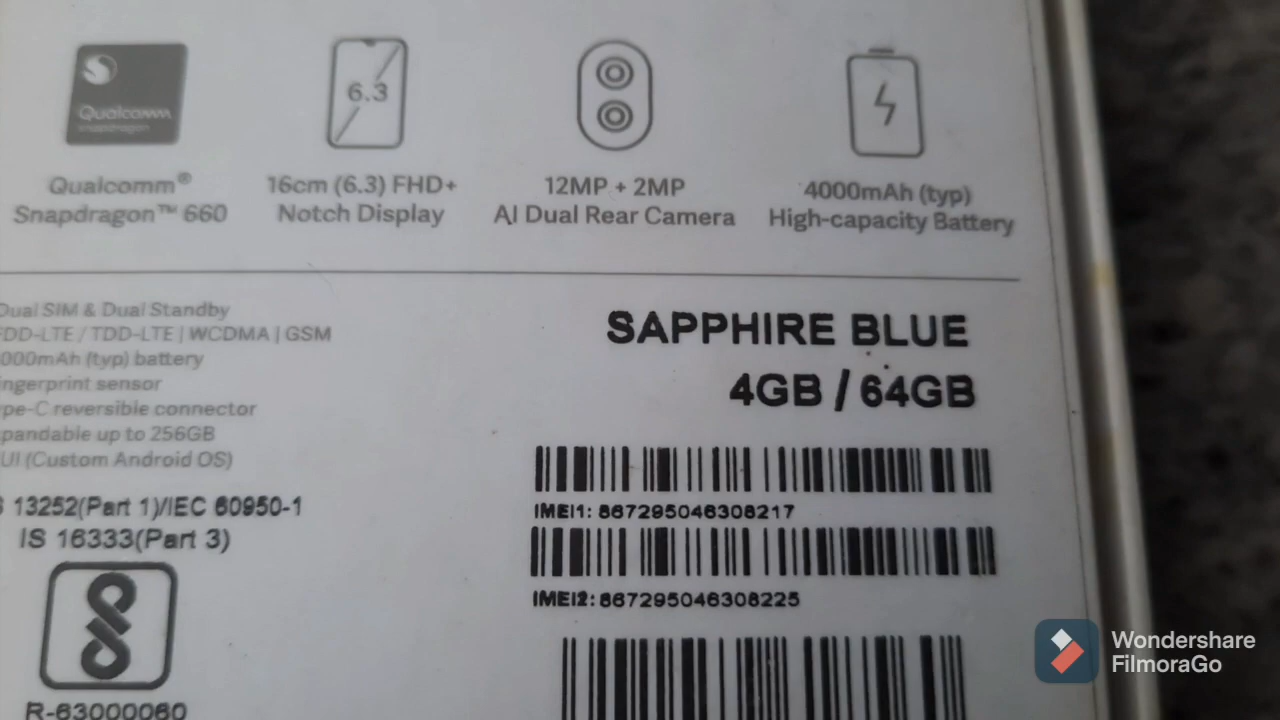 Qualcomm
snapdragon
6.3
Qualcomm®
Snapdragon™ 660
16cm (6.3) FHD+
Notch Display
12MP + 2MP
AI Dual Rear Camera
4000mAh (typ)
High-capacity Battery
Dual SIM & Dual Standby
FDD-LTE / TDD-LTE | WCDMA | GSM
000mAh (typ) battery
ingerprint sensor
pe-C reversible connector
pandable up to 256GB
UI (Custom Android OS)
S 13252(Part 1)/IEC 60950-1
IS 16333(Part 3)
R-63000060
SAPPHIRE BLUE
4GB / 64GB
IMEI1: 867295046308217
IMEI2: 867295046308225
Wondershare
FilmoraGo